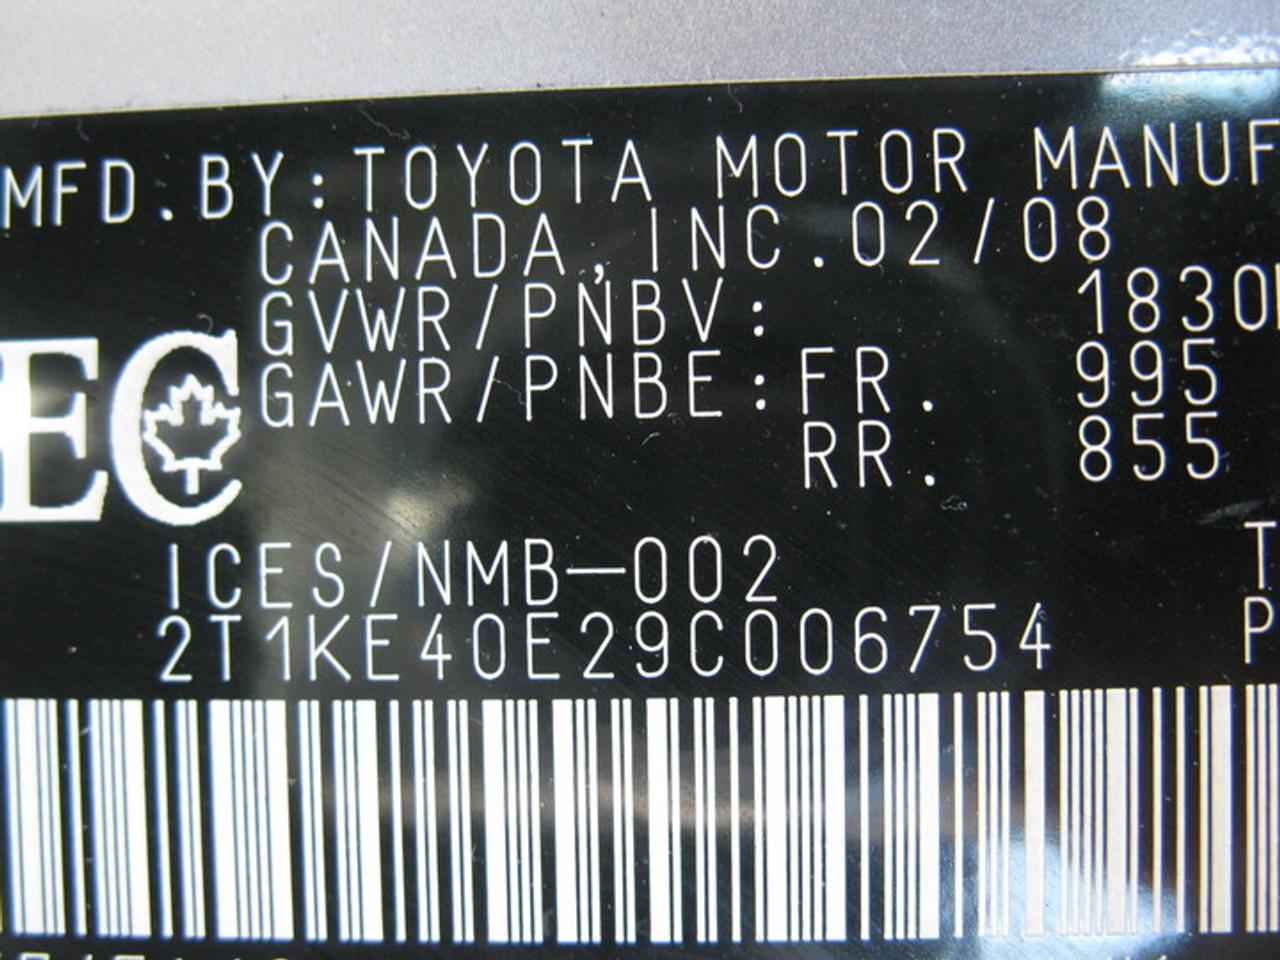 MFD.BY:TOYOTA MOTOR MANUF
CANADA,INC.02/08
GVWR/PNBV: 1830
GAWR/PNBE:FR. 995
RR. 855
EC
ICES/NMB-002 T
2T1KE40E29C006754 P